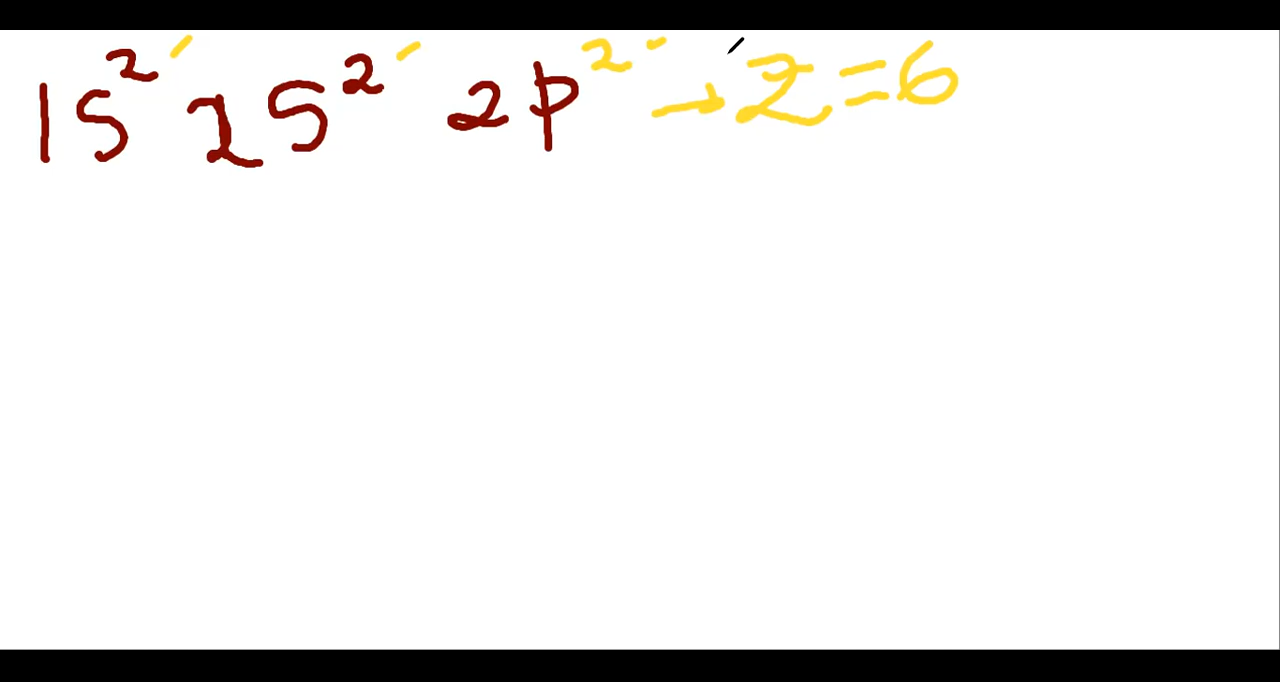 1S² 2S² 2P² → Z = 6